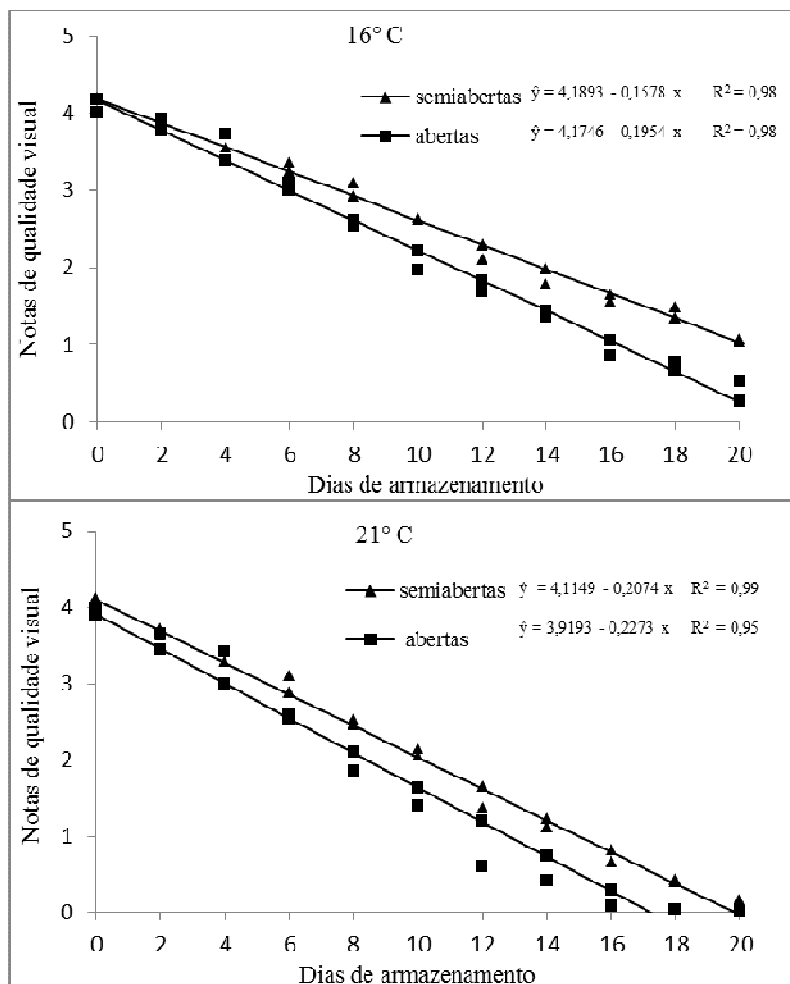 16° C
5
4
3
2
1
0
Notas de qualidade visual
semiabertas ŷ = 4,1893 - 0,1578 x R² = 0,98
abertas ŷ = 4,1746 - 0,1954 x R² = 0,98
0 2 4 6 8 10 12 14 16 18 20
Dias de armazenamento
21° C
5
4
3
2
1
0
Notas de qualidade visual
semiabertas ŷ = 4,1149 - 0,2074 x R² = 0,99
abertas ŷ = 3,9193 - 0,2273 x R² = 0,95
0 2 4 6 8 10 12 14 16 18 20
Dias de armazenamento